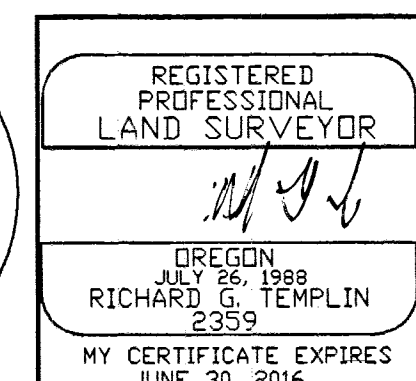 REGISTERED
PROFESSIONAL
LAND SURVEYOR
OREGON
JULY 26, 1988
RICHARD G. TEMPLIN
2359
MY CERTIFICATE EXPIRES
JUNE 30, 2016